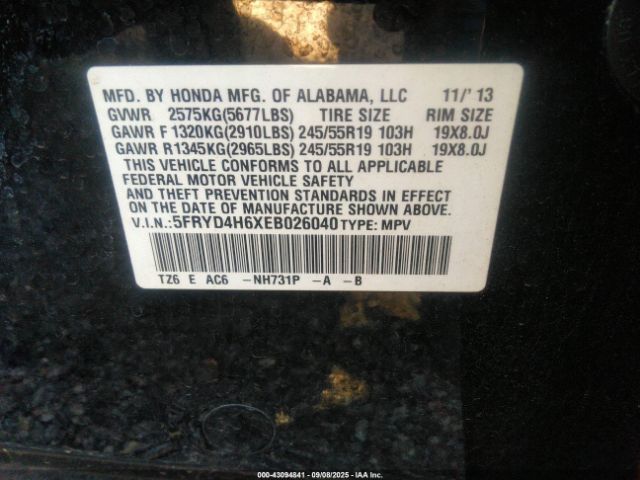 MFD. BY HONDA MFG. OF ALABAMA, LLC 11/'13
GVWR 2575KG(5677LBS) TIRE SIZE RIM SIZE
GAWR F 1320KG(2910LBS) 245/55R19 103H 19X8.0J
GAWR R1345KG(2965LBS) 245/55R19 103H 19X8.0J
THIS VEHICLE CONFORMS TO ALL APPLICABLE
FEDERAL MOTOR VEHICLE SAFETY
AND THEFT PREVENTION STANDARDS IN EFFECT
ON THE DATE OF MANUFACTURE SHOWN ABOVE.
V.I.N.:5FRYD4H6XEB026040 TYPE: MPV
TZ6 E AC6 -NH731P -A -B
000-43094841 | 09/08/2025 | IAA Inc.